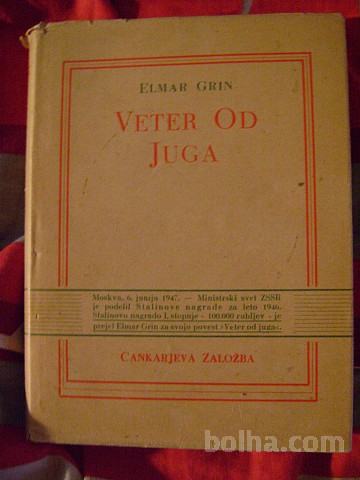 ELMAR GRIN
VETER OD
JUGA
Moskva, 6. junija 1947. — Ministrski svet ZSSR
je podelil Stalinove nagrade za leto 1946.
Stalinovo nagrado I. stopnje - 100.000 rubljev - je
prejel Elmar Grin za svojo povest »Veter od juga«.
CANKARJEVA ZALOŽBA
bolha.com